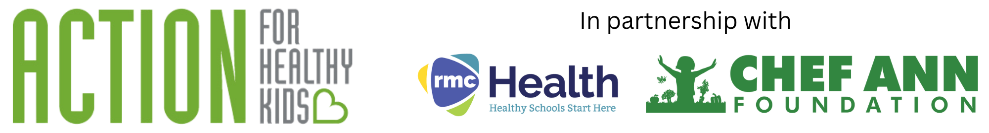 ACTION
FOR
HEALTHY
KIDS
In partnership with
rmc
Health
Healthy Schools Start Here
CHEF ANN
FOUNDATION